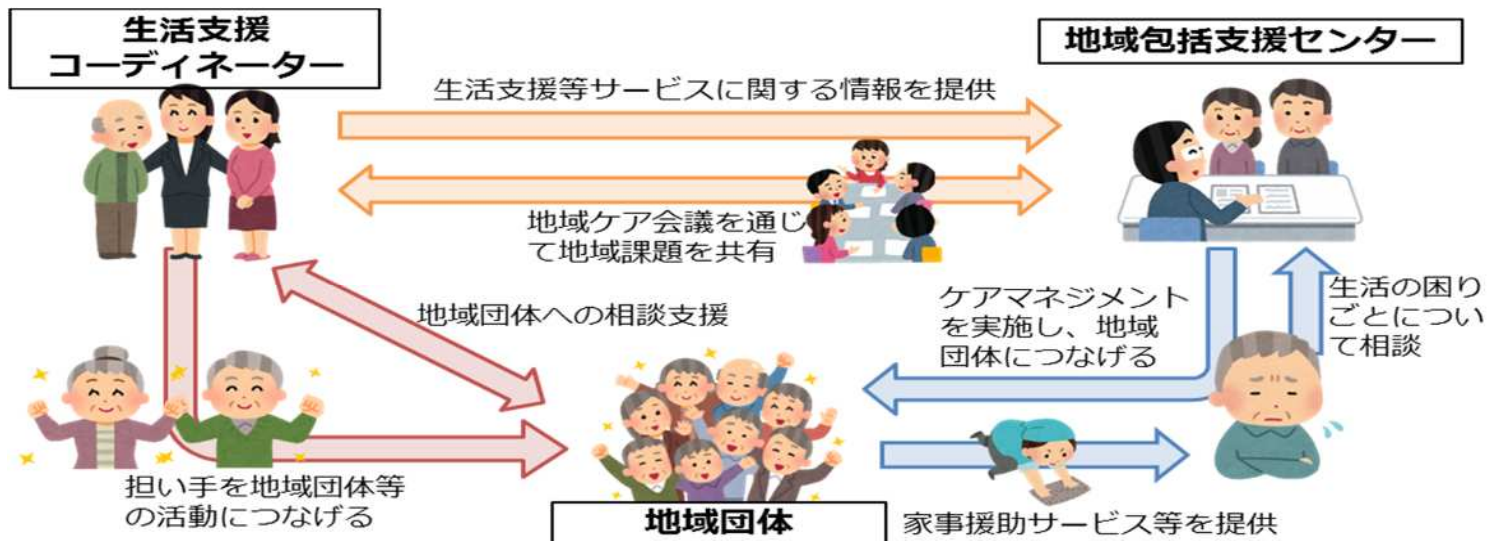 生活支援
コーディネーター
地域包括支援センター
生活支援等サービスに関する情報を提供
地域ケア会議を通じ
て地域課題を共有
地域団体への相談支援
ケアマネジメント
を実施し、地域
団体につなげる
生活の困り
ごとについ
て相談
担い手を地域団体等
の活動につなげる
地域団体
家事援助サービス等を提供